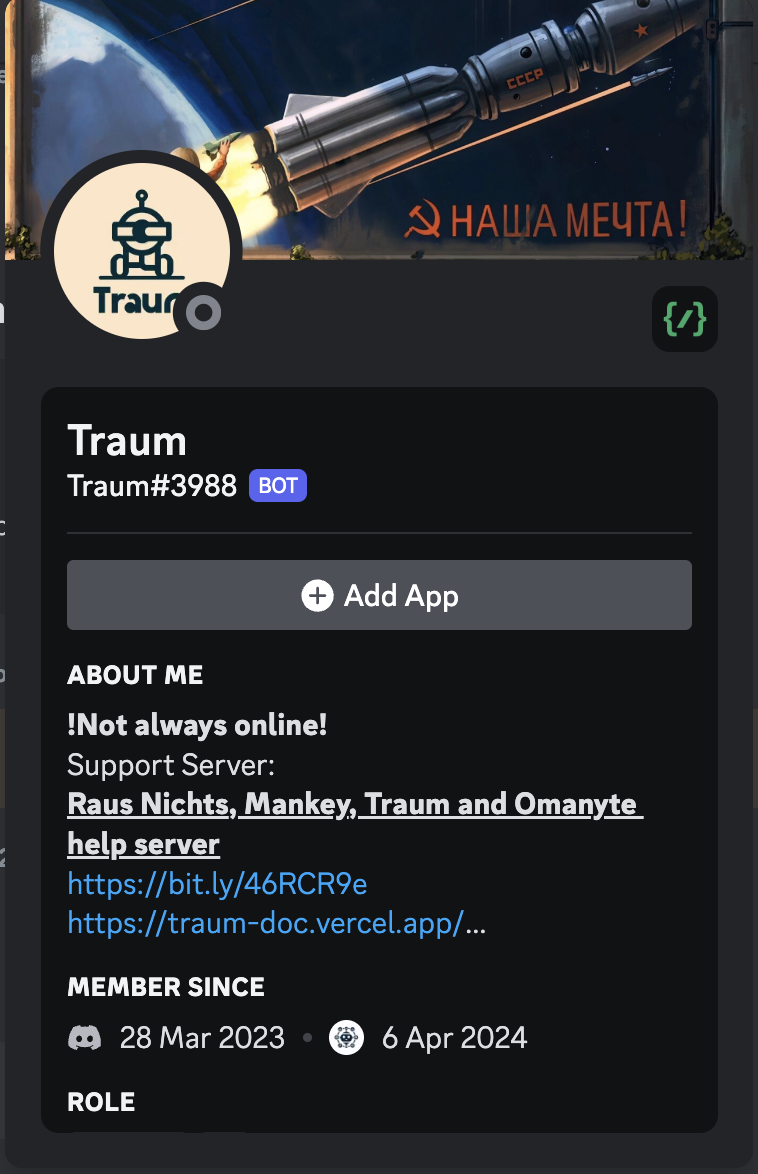 СССР
НАША МЕЧТА!
Traum
Traum
Traum#3988 BOT
Add App
ABOUT ME
!Not always online!
Support Server:
Raus Nichts, Mankey, Traum and Omanyte
help server
https://bit.ly/46RCR9e
https://traum-doc.vercel.app/...
MEMBER SINCE
28 Mar 2023 • 6 Apr 2024
ROLE